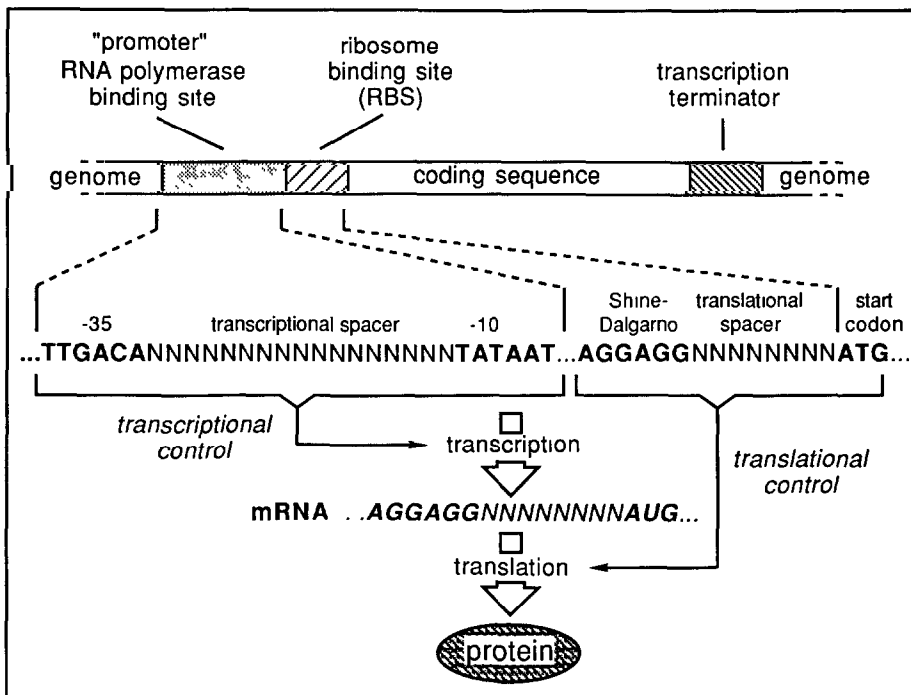 "promoter"
RNA polymerase
binding site
ribosome
binding site
(RBS)
transcription
terminator
genome
coding sequence
genome
-35
transcriptional spacer
-10
Shine-
Dalgarno
translational
spacer
start
codon
...TTGACANNNNNNNNNNNNNNNNNTATAAT...AGGAGGNNNNNNNNATG...
transcriptional
control
transcription
translational
control
mRNA ..AGGAGGNNNNNNNNAUG...
translation
protein